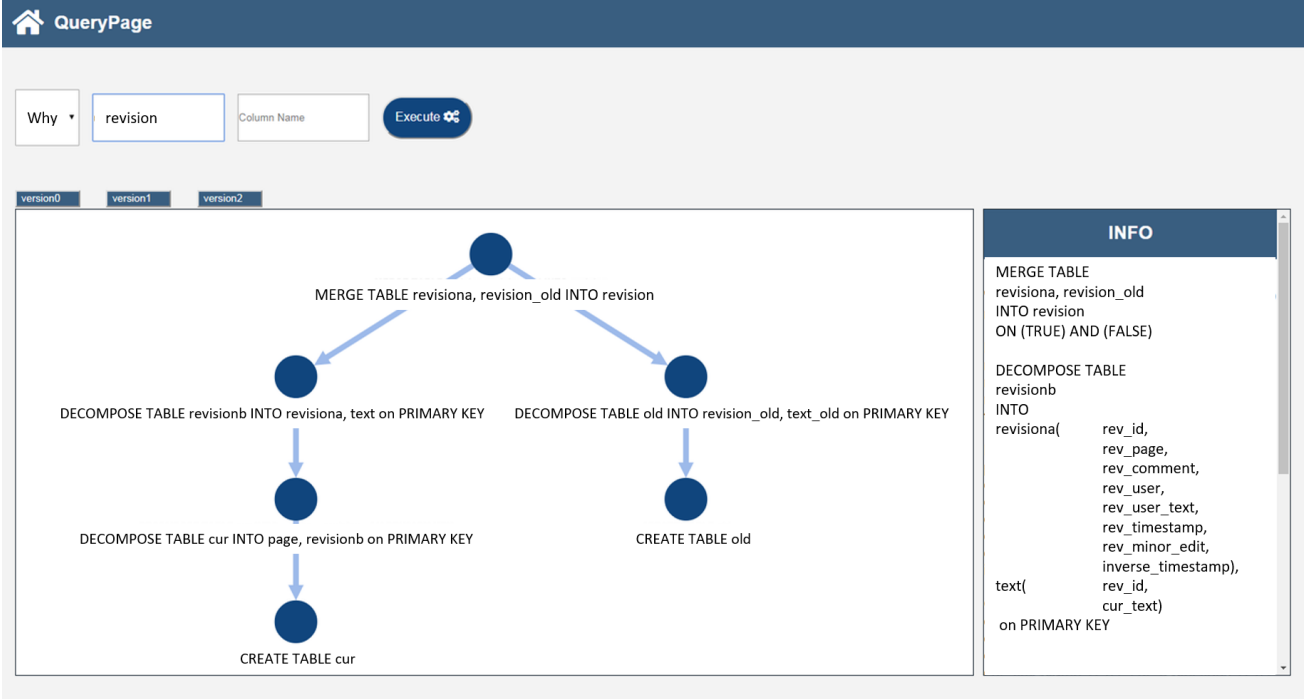 QueryPage
Why
revision
Column Name
Execute
version0
version1
version2
MERGE TABLE revisiona, revision_old INTO revision
DECOMPOSE TABLE revisionb INTO revisiona, text on PRIMARY KEY
DECOMPOSE TABLE old INTO revision_old, text_old on PRIMARY KEY
DECOMPOSE TABLE cur INTO page, revisionb on PRIMARY KEY
CREATE TABLE old
CREATE TABLE cur
INFO
MERGE TABLE
revisiona, revision_old
INTO revision
ON (TRUE) AND (FALSE)
DECOMPOSE TABLE
revisionb
INTO
revisiona( rev_id,
rev_page,
rev_comment,
rev_user,
rev_user_text,
rev_timestamp,
rev_minor_edit,
inverse_timestamp),
text( rev_id,
cur_text)
on PRIMARY KEY